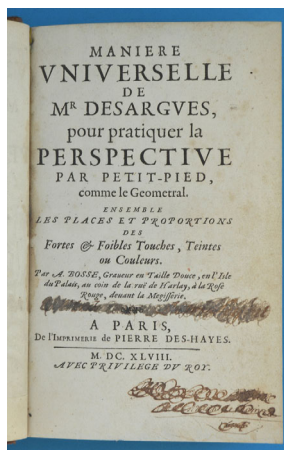 MANIERE
VNIVERSELLE
DE
MR DESARGVES,
pour pratiquer la
PERSPECTIVE
PAR PETIT-PIED,
comme le Geometral.
ENSEMBLE
LES PLACES ET PROPORTIONS
DES
Fortes & Foibles Touches, Teintes
ou Couleurs.
Par A. BOSSE, Graueur en Taille Douce, en l'Isle
du Palais, au coin de la ruë de Harlay, à la Rose
Rouge, deuant la Megisserie.
A PARIS,
De l'IMPRIMERIE de PIERRE DES-HAYES.
M. DC. XLVIII.
AVEC PRIVILEGE DV ROY.